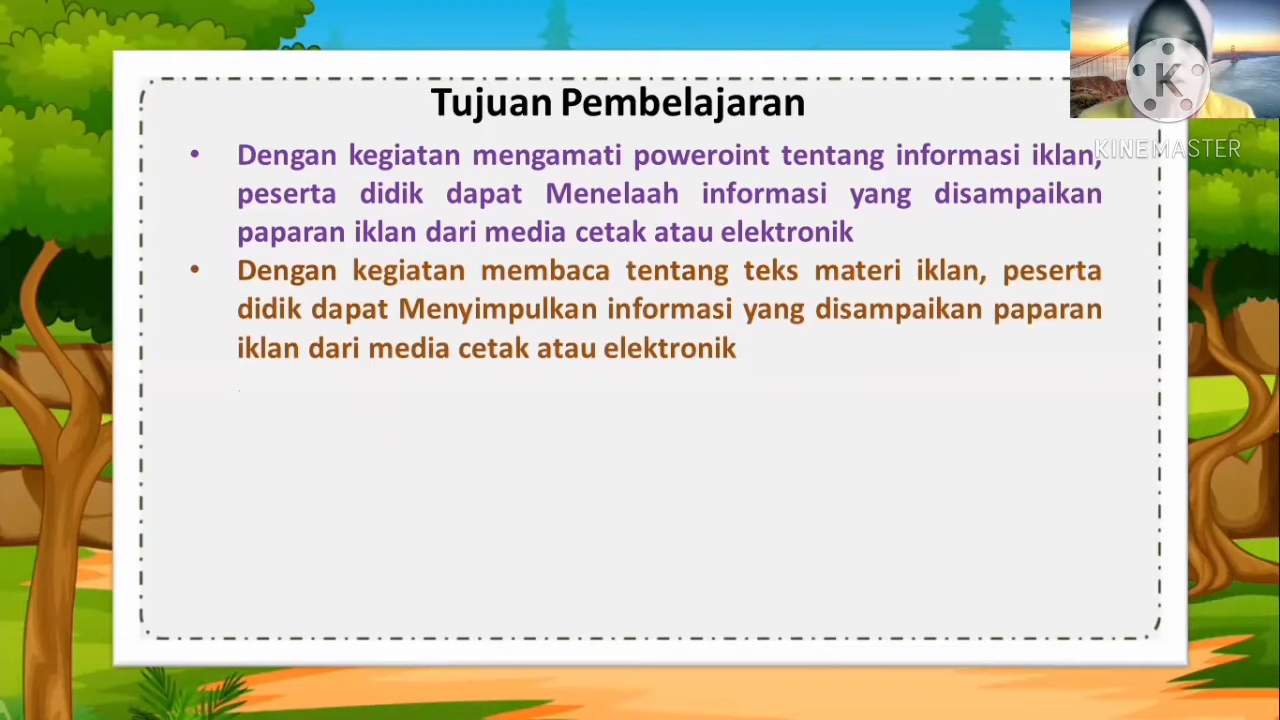 Tujuan Pembelajaran
• Dengan kegiatan mengamati poweroint tentang informasi iklan,
peserta didik dapat Menelaah informasi yang disampaikan
paparan iklan dari media cetak atau elektronik
• Dengan kegiatan membaca tentang teks materi iklan, peserta
didik dapat Menyimpulkan informasi yang disampaikan paparan
iklan dari media cetak atau elektronik
K
KINEMASTER